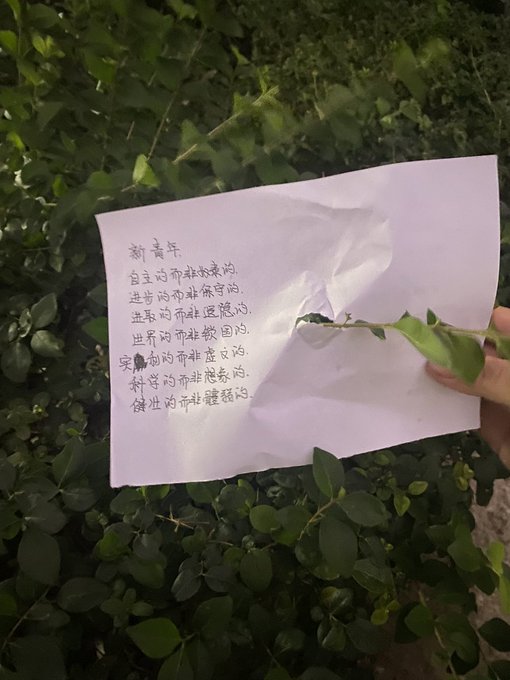 新青年.
自主的而非奴隶的.
进步的而非保守的.
进取的而非退隐的.
世界的而非锁国的.
实利的而非虚文的.
科学的而非想象的.
健壮的而非的.